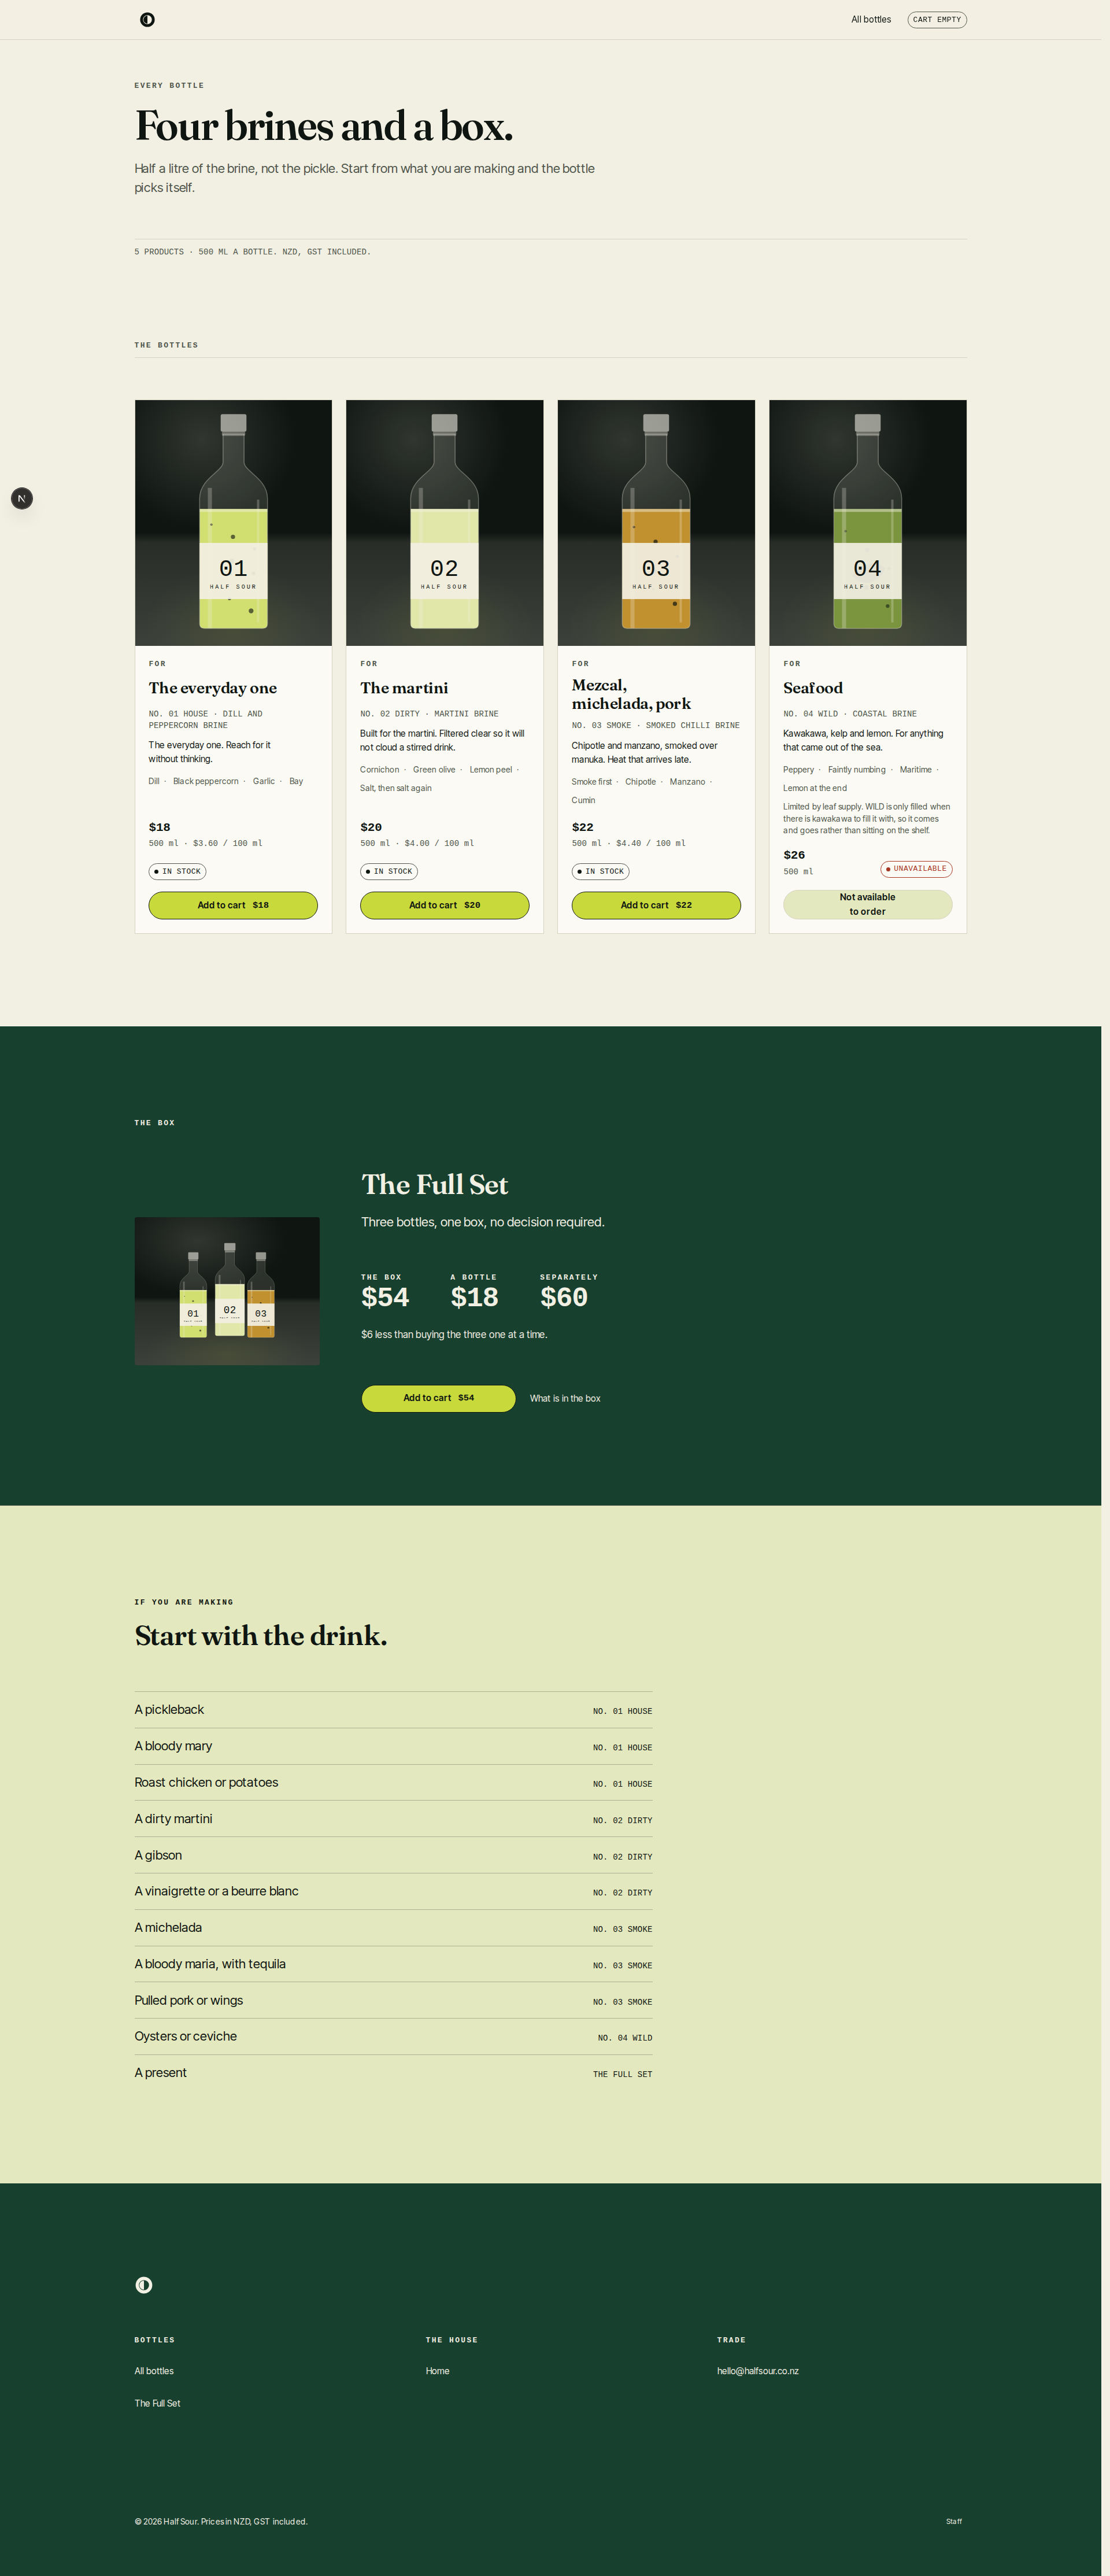 All bottles
CART EMPTY
EVERY BOTTLE
Four brines and a box.
Half a litre of the brine, not the pickle. Start from what you are making and the bottle
picks itself.
5 PRODUCTS · 500 ML A BOTTLE. NZD, GST INCLUDED.
THE BOTTLES
N
01
HALF SOUR
FOR
The everyday one
NO. 01 HOUSE · DILL AND
PEPPERCORN BRINE
The everyday one. Reach for it
without thinking.
Dill · Black peppercorn · Garlic · Bay
$18
500 ml · $3.60 / 100 ml
IN STOCK
Add to cart $18
02
HALF SOUR
FOR
The martini
NO. 02 DIRTY · MARTINI BRINE
Built for the martini. Filtered clear so it will
not cloud a stirred drink.
Cornichon · Green olive · Lemon peel ·
Salt, then salt again
$20
500 ml · $4.00 / 100 ml
IN STOCK
Add to cart $20
03
HALF SOUR
FOR
Mezcal,
michelada, pork
NO. 03 SMOKE · SMOKED CHILLI BRINE
Chipotle and manzano, smoked over
manuka. Heat that arrives late.
Smoke first · Chipotle · Manzano ·
Cumin
$22
500 ml · $4.40 / 100 ml
IN STOCK
Add to cart $22
04
HALF SOUR
FOR
Seafood
NO. 04 WILD · COASTAL BRINE
Kawakawa, kelp and lemon. For anything
that came out of the sea.
Peppery · Faintly numbing · Maritime ·
Lemon at the end
Limited by leaf supply. WILD is only filled when
there is kawakawa to fill it with, so it comes
and goes rather than sitting on the shelf.
$26
500 ml
UNAVAILABLE
Not available
to order
THE BOX
01
HALF SOUR
02
HALF SOUR
03
HALF SOUR
The Full Set
Three bottles, one box, no decision required.
THE BOX
$54
A BOTTLE
$18
SEPARATELY
$60
$6 less than buying the three one at a time.
Add to cart $54
What is in the box
IF YOU ARE MAKING
Start with the drink.
A pickleback NO. 01 HOUSE
A bloody mary NO. 01 HOUSE
Roast chicken or potatoes NO. 01 HOUSE
A dirty martini NO. 02 DIRTY
A gibson NO. 02 DIRTY
A vinaigrette or a beurre blanc NO. 02 DIRTY
A michelada NO. 03 SMOKE
A bloody maria, with tequila NO. 03 SMOKE
Pulled pork or wings NO. 03 SMOKE
Oysters or ceviche NO. 04 WILD
A present THE FULL SET
BOTTLES
All bottles
The Full Set
THE HOUSE
Home
TRADE
hello@halfsour.co.nz
© 2026 Half Sour. Prices in NZD, GST included.
Staff